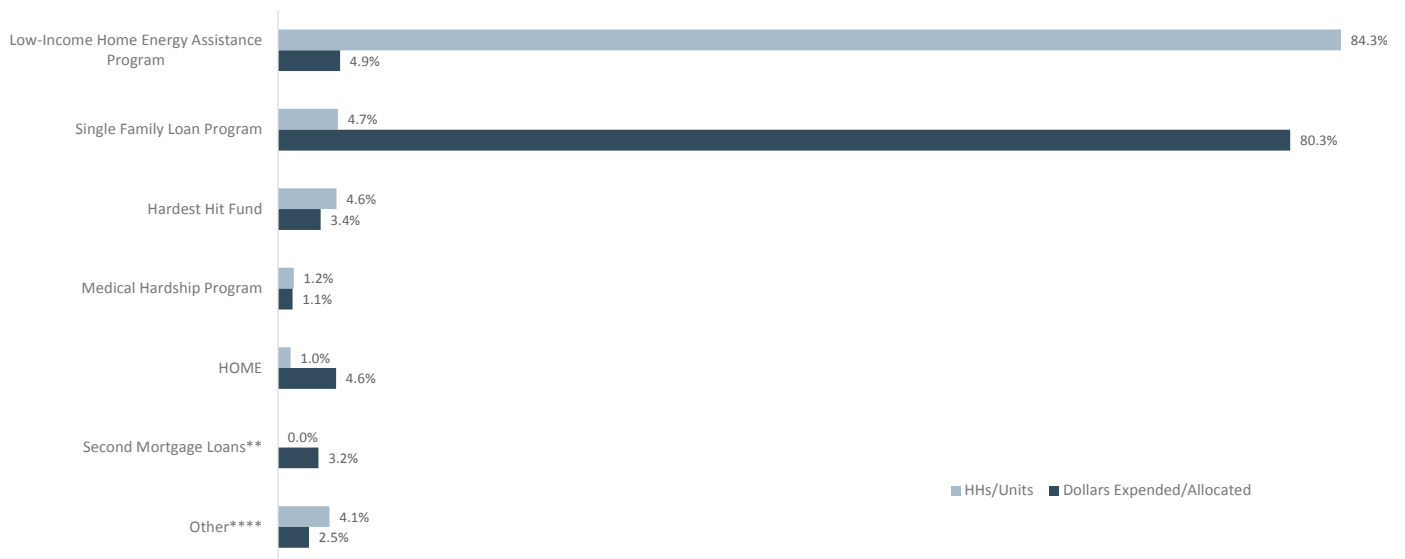 Low-Income Home Energy Assistance
Program
84.3%
4.9%
Single Family Loan Program
4.7%
80.3%
Hardest Hit Fund
4.6%
3.4%
Medical Hardship Program
1.2%
1.1%
HOME
1.0%
4.6%
Second Mortgage Loans**
0.0%
3.2%
HHs/Units Dollars Expended/Allocated
Other****
4.1%
2.5%